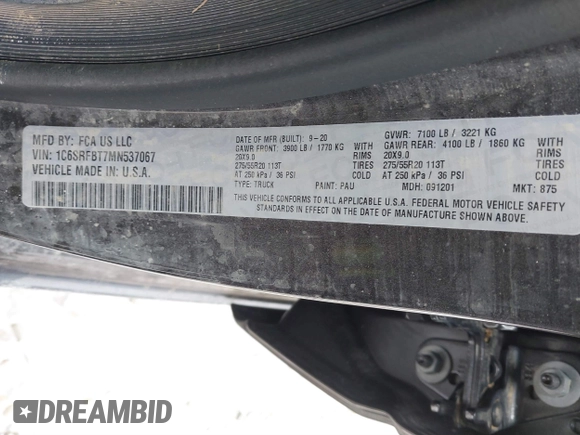 MFD BY: FCA US LLC
VIN: 1C6SRFBT7MN537067
VEHICLE MADE IN: U.S.A.
DATE OF MFR (BUILT): 9-20
GAWR FRONT: 3900 LB / 1770 KG
20X9.0 RIMS
275/55R20 113T TIRES
AT 250 kPa / 36 PSI COLD
TYPE: TRUCK PAINT: PAU
GVWR: 7100 LB / 3221 KG
GAWR REAR: 4100 LB / 1860 KG
20X9.0 RIMS
275/55R20 113T TIRES
AT 250 kPa / 36 PSI COLD
MDH: 091201 MKT: 875
THIS VEHICLE CONFORMS TO ALL APPLICABLE U.S.A. FEDERAL MOTOR VEHICLE SAFETY
STANDARDS IN EFFECT ON THE DATE OF MANUFACTURE SHOWN ABOVE.
DREAMBID